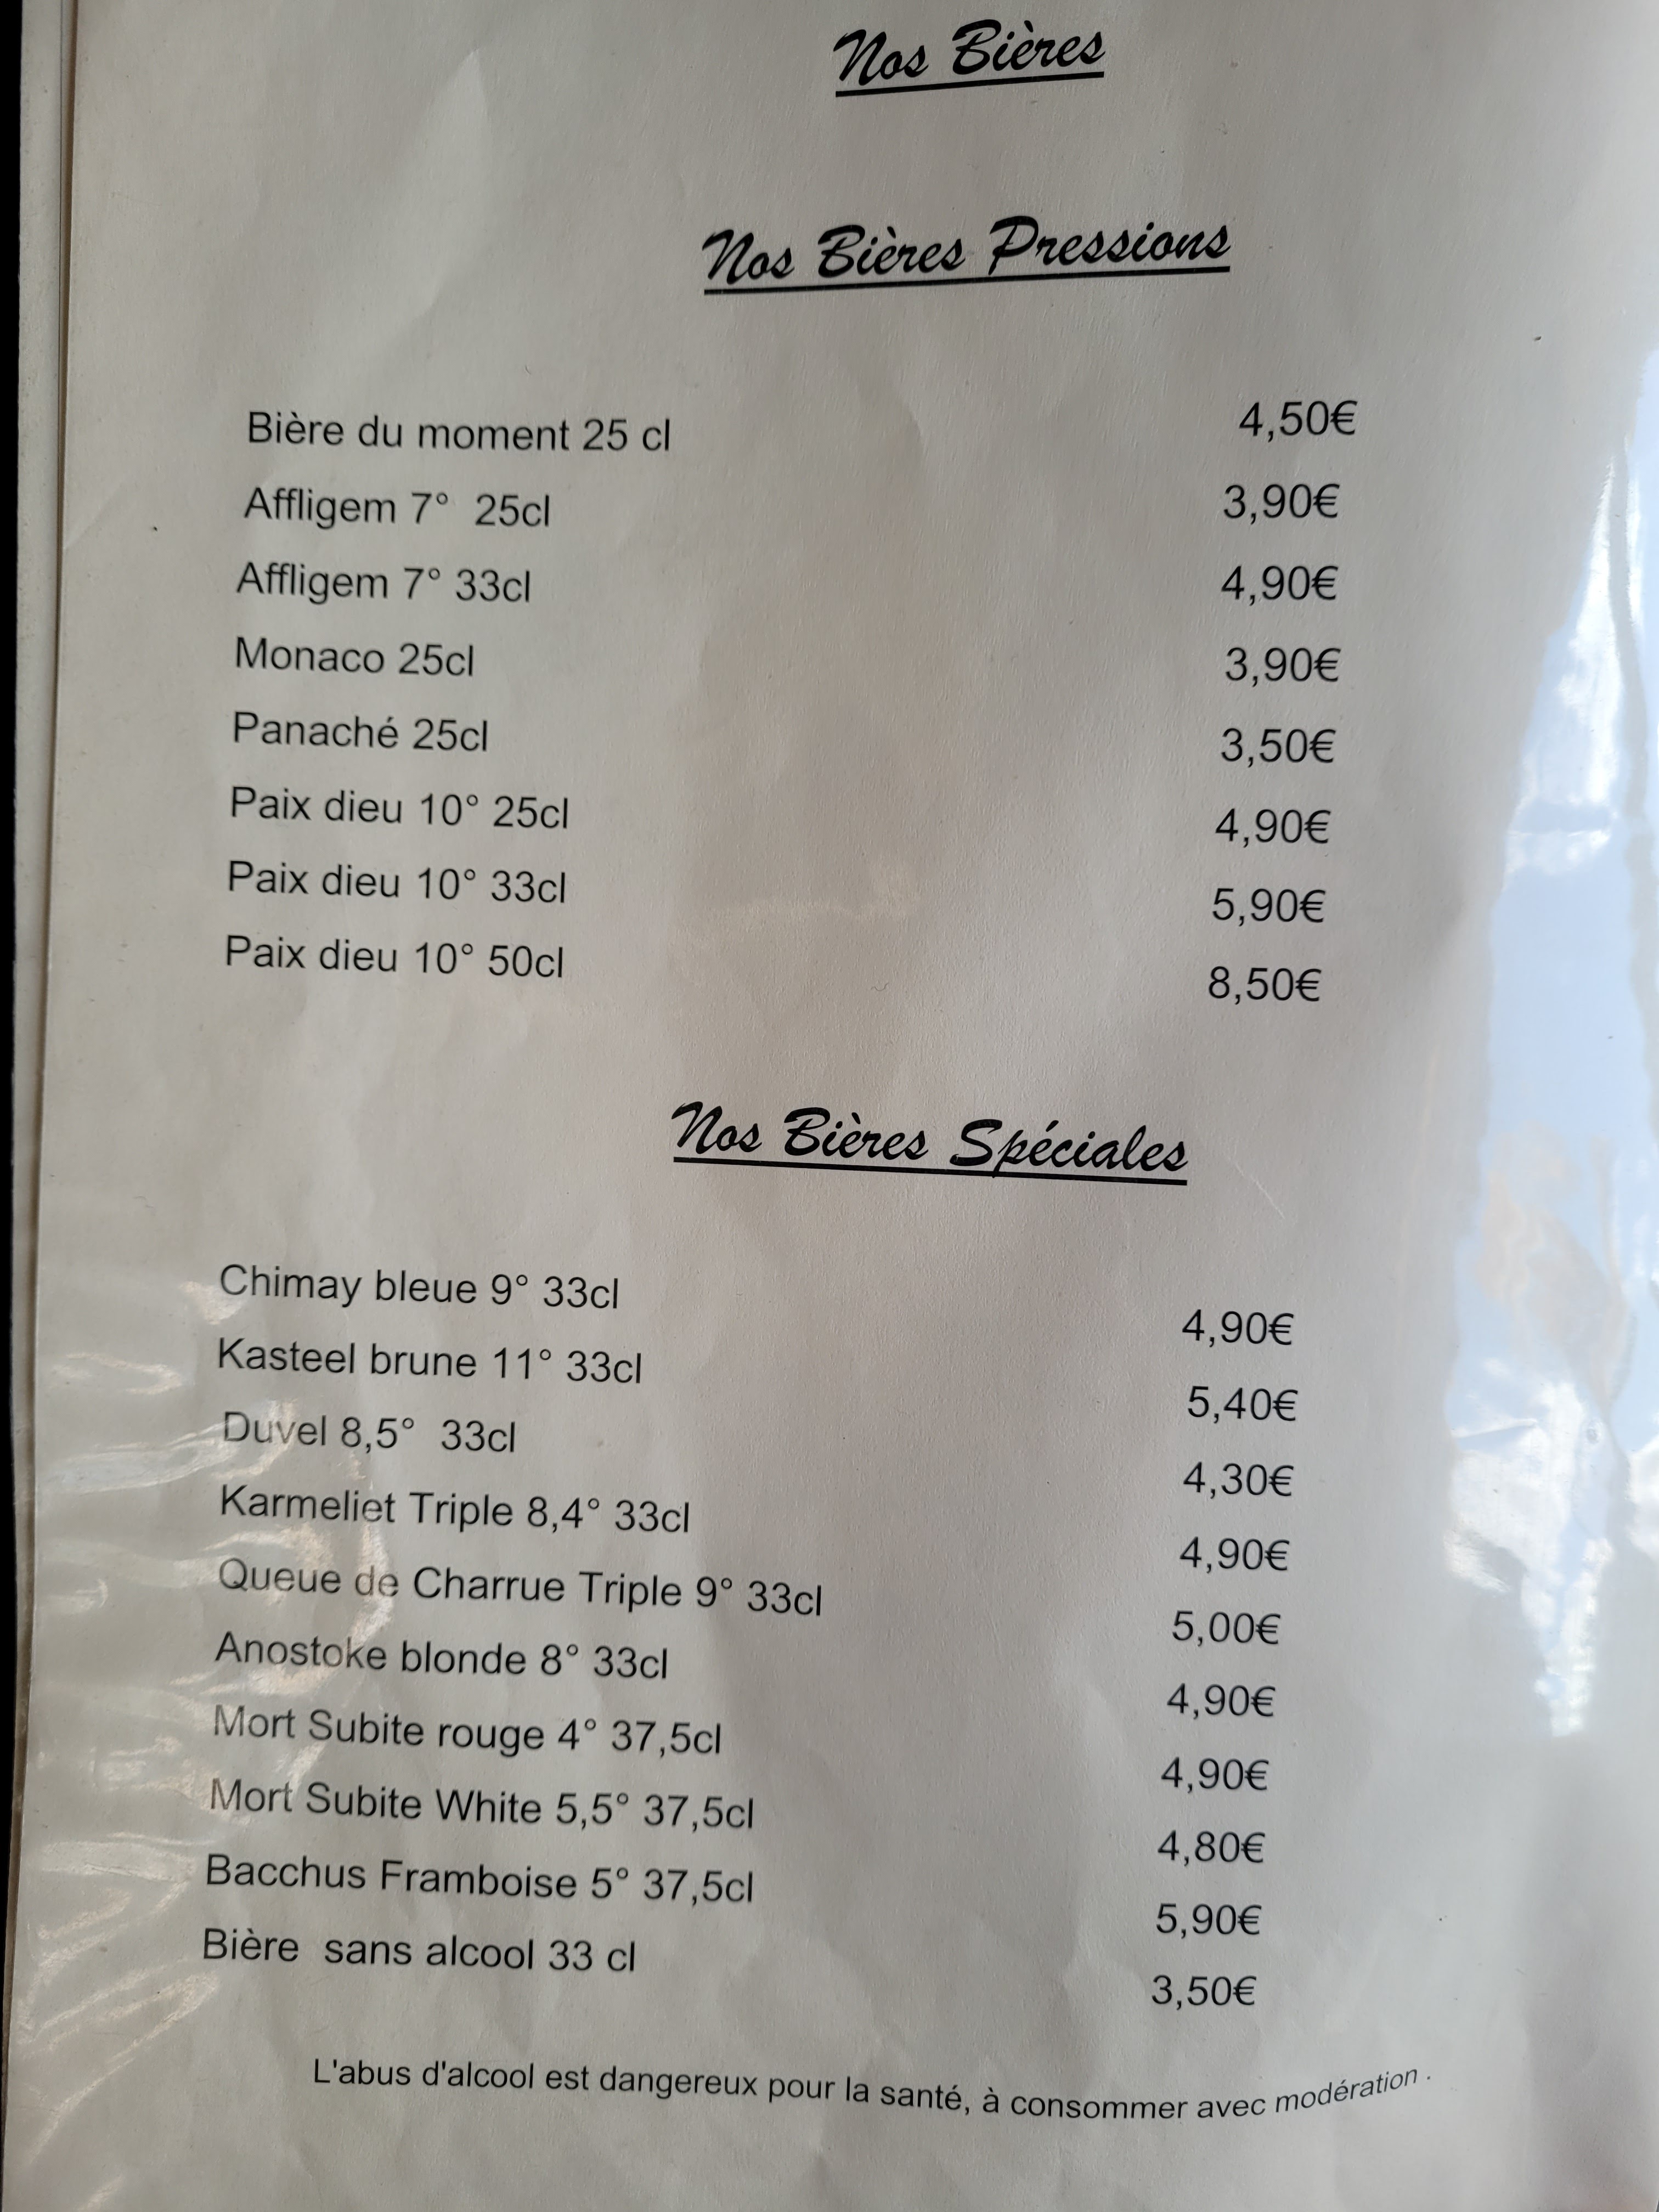 Nos Bières
Nos Bières Pressions
Bière du moment 25 cl 4,50€
Affligem 7° 25cl 3,90€
Affligem 7° 33cl 4,90€
Monaco 25cl 3,90€
Panaché 25cl 3,50€
Paix dieu 10° 25cl 4,90€
Paix dieu 10° 33cl 5,90€
Paix dieu 10° 50cl 8,50€
Nos Bières Spéciales
Chimay bleue 9° 33cl 4,90€
Kasteel brune 11° 33cl 5,40€
Duvel 8,5° 33cl 4,30€
Karmeliet Triple 8,4° 33cl 4,90€
Queue de Charrue Triple 9° 33cl 5,00€
Anostoke blonde 8° 33cl 4,90€
Mort Subite rouge 4° 37,5cl 4,90€
Mort Subite White 5,5° 37,5cl 4,80€
Bacchus Framboise 5° 37,5cl 5,90€
Bière sans alcool 33 cl 3,50€
L'abus d'alcool est dangereux pour la santé, à consommer avec modération .